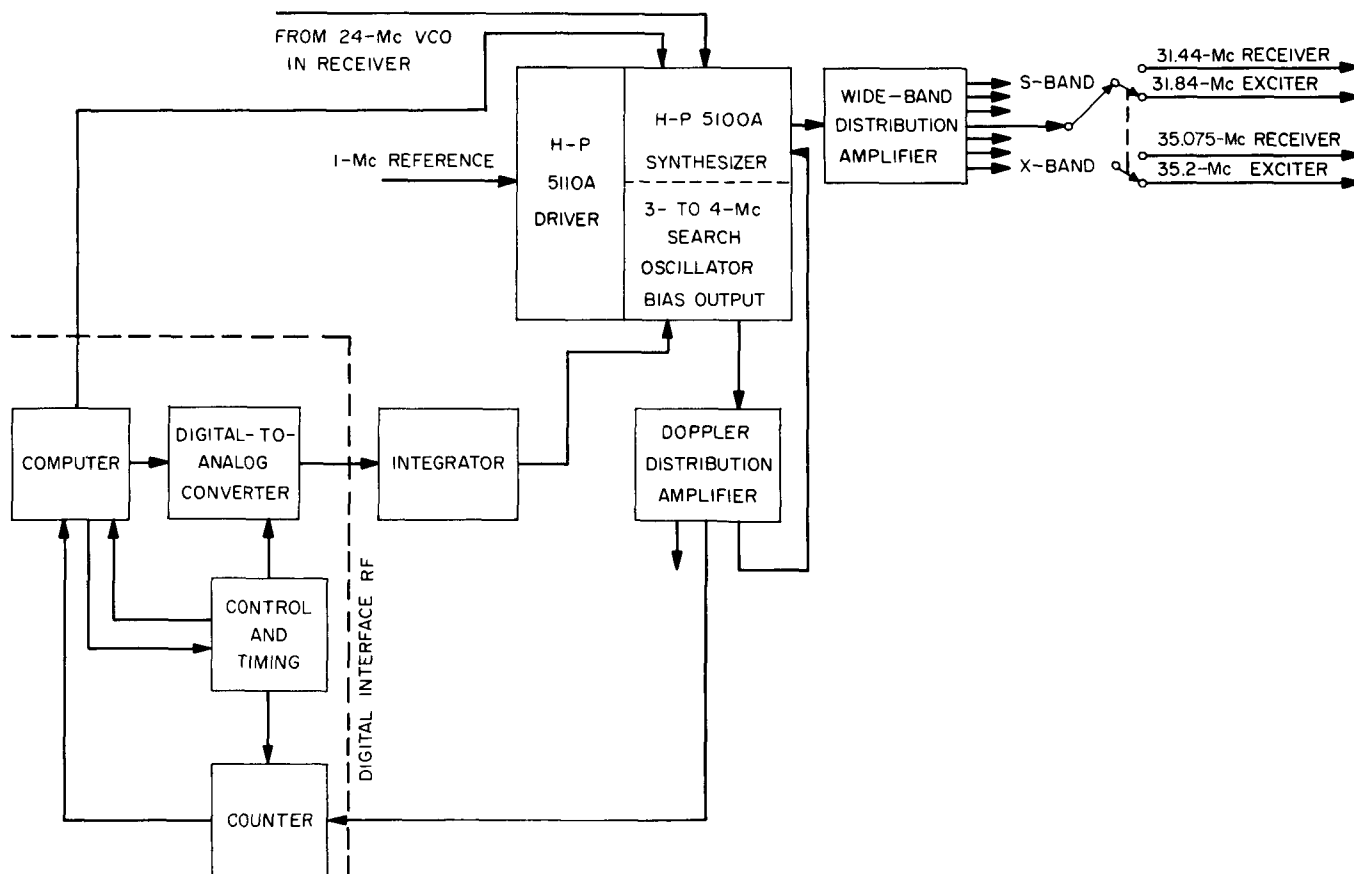 FROM 24-Mc VCO
IN RECEIVER
1-Mc REFERENCE
H-P
5110A
DRIVER
H-P 5100A
SYNTHESIZER
3- TO 4-Mc
SEARCH
OSCILLATOR
BIAS OUTPUT
WIDE-BAND
DISTRIBUTION
AMPLIFIER
S-BAND
X-BAND
31.44-Mc RECEIVER
31.84-Mc EXCITER
35.075-Mc RECEIVER
35.2-Mc EXCITER
COMPUTER
DIGITAL-TO-
ANALOG
CONVERTER
INTEGRATOR
DOPPLER
DISTRIBUTION
AMPLIFIER
CONTROL
AND
TIMING
DIGITAL INTERFACE RF
COUNTER